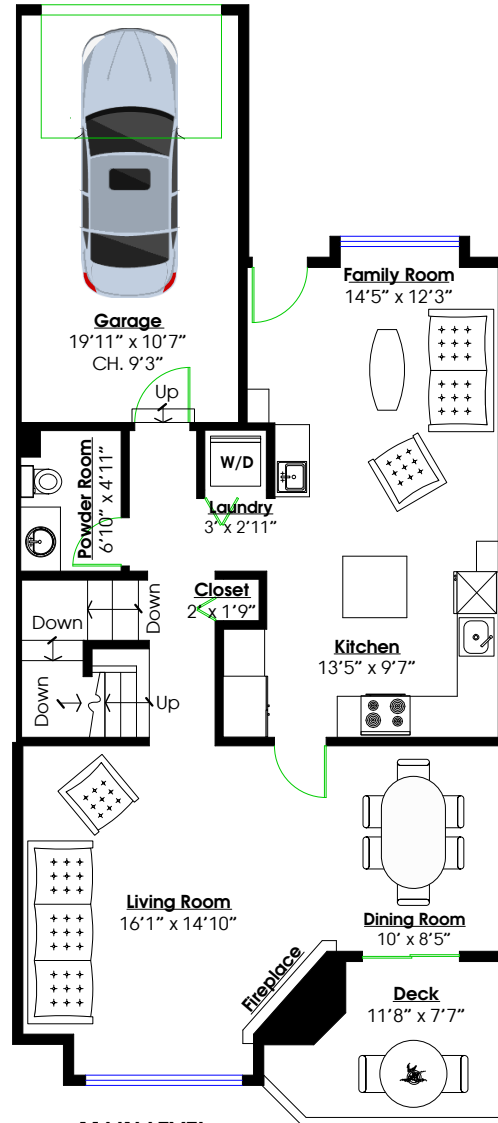 Garage
19'11" x 10'7"
CH. 9'3"
Up
Family Room
14'5" x 12'3"
W/D
Powder Room
6'10" x 4'11"
Laundry
3' x 2'11"
Closet
2' x 1'9"
Down
Down
Down
Up
Kitchen
13'5" x 9'7"
Living Room
16'1" x 14'10"
Dining Room
10' x 8'5"
Fireplace
Deck
11'8" x 7'7"
MAIN LEVEL